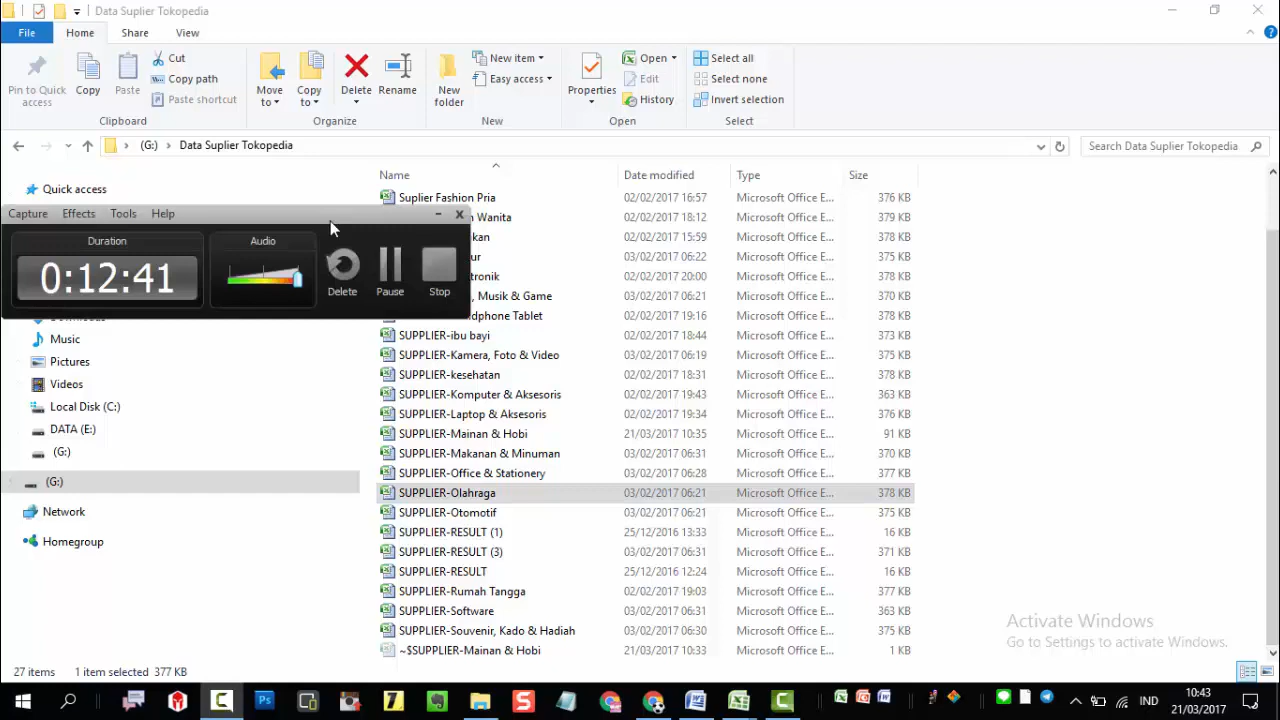 Data Suplier Tokopedia
File Home Share View
Pin to Quick access
Copy
Paste
Cut
Copy path
Paste shortcut
Clipboard
Move to
Copy to
Delete
Rename
Organize
New folder
New item
Easy access
New
Properties
Open
Edit
History
Open
Select all
Select none
Invert selection
Select
(G:) Data Suplier Tokopedia
Search Data Suplier Tokopedia
Quick access
Music
Pictures
Videos
Local Disk (C:)
DATA (E:)
(G:)
(G:)
Network
Homegroup
Capture Effects Tools Help
Duration
0:12:41
Audio
Delete
Pause
Stop
Name Date modified Type Size
Suplier Fashion Pria 02/02/2017 16:57 Microsoft Office E... 376 KB
Wanita 02/02/2017 18:12 Microsoft Office E... 379 KB
kan 02/02/2017 15:59 Microsoft Office E... 378 KB
ur 03/02/2017 06:22 Microsoft Office E... 375 KB
tronik 02/02/2017 20:00 Microsoft Office E... 378 KB
, Musik & Game 03/02/2017 06:21 Microsoft Office E... 370 KB
dphone Tablet 02/02/2017 19:16 Microsoft Office E... 378 KB
SUPPLIER-ibu bayi 02/02/2017 18:44 Microsoft Office E... 373 KB
SUPPLIER-Kamera, Foto & Video 03/02/2017 06:19 Microsoft Office E... 375 KB
SUPPLIER-kesehatan 02/02/2017 18:31 Microsoft Office E... 378 KB
SUPPLIER-Komputer & Aksesoris 02/02/2017 19:43 Microsoft Office E... 363 KB
SUPPLIER-Laptop & Aksesoris 02/02/2017 19:34 Microsoft Office E... 376 KB
SUPPLIER-Mainan & Hobi 21/03/2017 10:35 Microsoft Office E... 91 KB
SUPPLIER-Makanan & Minuman 03/02/2017 06:31 Microsoft Office E... 370 KB
SUPPLIER-Office & Stationery 03/02/2017 06:28 Microsoft Office E... 377 KB
SUPPLIER-Olahraga 03/02/2017 06:21 Microsoft Office E... 378 KB
SUPPLIER-Otomotif 03/02/2017 06:21 Microsoft Office E... 375 KB
SUPPLIER-RESULT (1) 25/12/2016 13:33 Microsoft Office E... 16 KB
SUPPLIER-RESULT (3) 03/02/2017 06:31 Microsoft Office E... 371 KB
SUPPLIER-RESULT 25/12/2016 12:24 Microsoft Office E... 16 KB
SUPPLIER-Rumah Tangga 02/02/2017 19:03 Microsoft Office E... 377 KB
SUPPLIER-Software 03/02/2017 06:31 Microsoft Office E... 363 KB
SUPPLIER-Souvenir, Kado & Hadiah 03/02/2017 06:30 Microsoft Office E... 375 KB
~$SUPPLIER-Mainan & Hobi 21/03/2017 10:33 Microsoft Office E... 1 KB
Activate Windows
Go to Settings to activate Windows.
27 items 1 item selected 377 KB
IND
10:43
21/03/2017